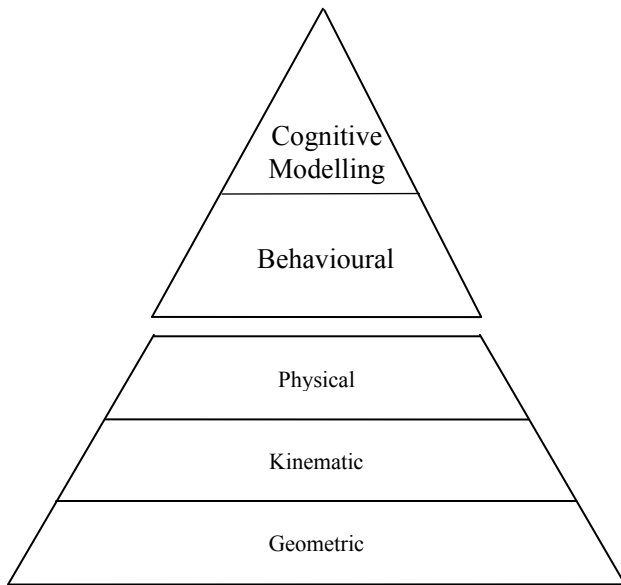 Cognitive
Modelling
Behavioural
Physical
Kinematic
Geometric